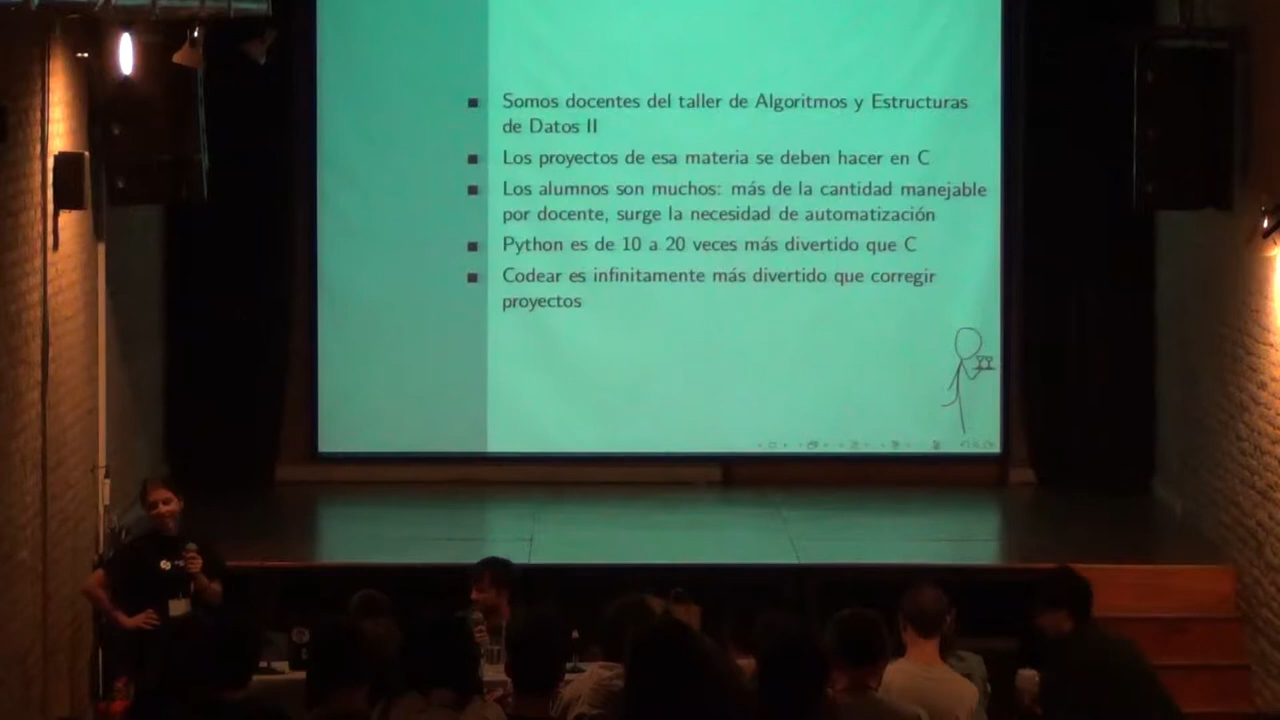 Somos docentes del taller de Algoritmos y Estructuras
de Datos II
Los proyectos de esa materia se deben hacer en C
Los alumnos son muchos: más de la cantidad manejable
por docente, surge la necesidad de automatización
Python es de 10 a 20 veces más divertido que C
Codear es infinitamente más divertido que corregir
proyectos